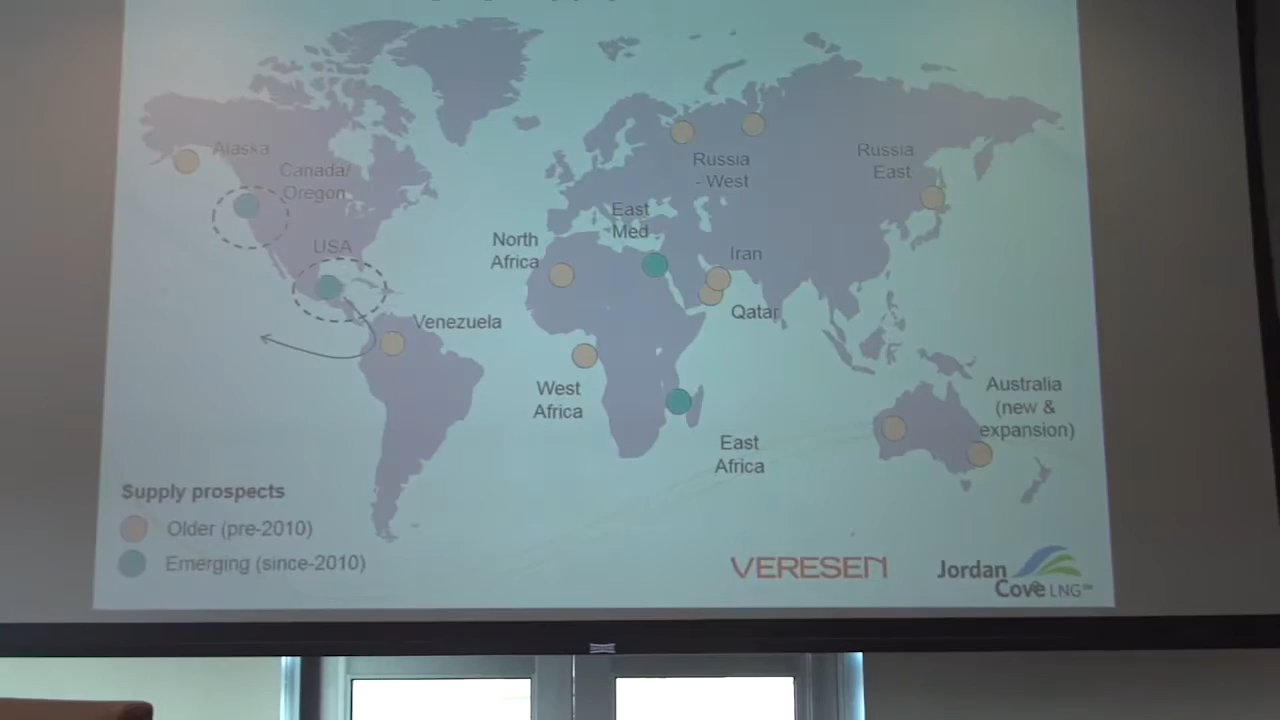 Alaska
Canada/
Oregon
USA
Venezuela
North
Africa
West
Africa
East
Med
Russia
- West
Iran
Qatar
East
Africa
Russia
East
Australia
(new &
expansion)
Supply prospects
Older (pre-2010)
Emerging (since-2010)
VERESEN
Jordan
Cove LNG℠